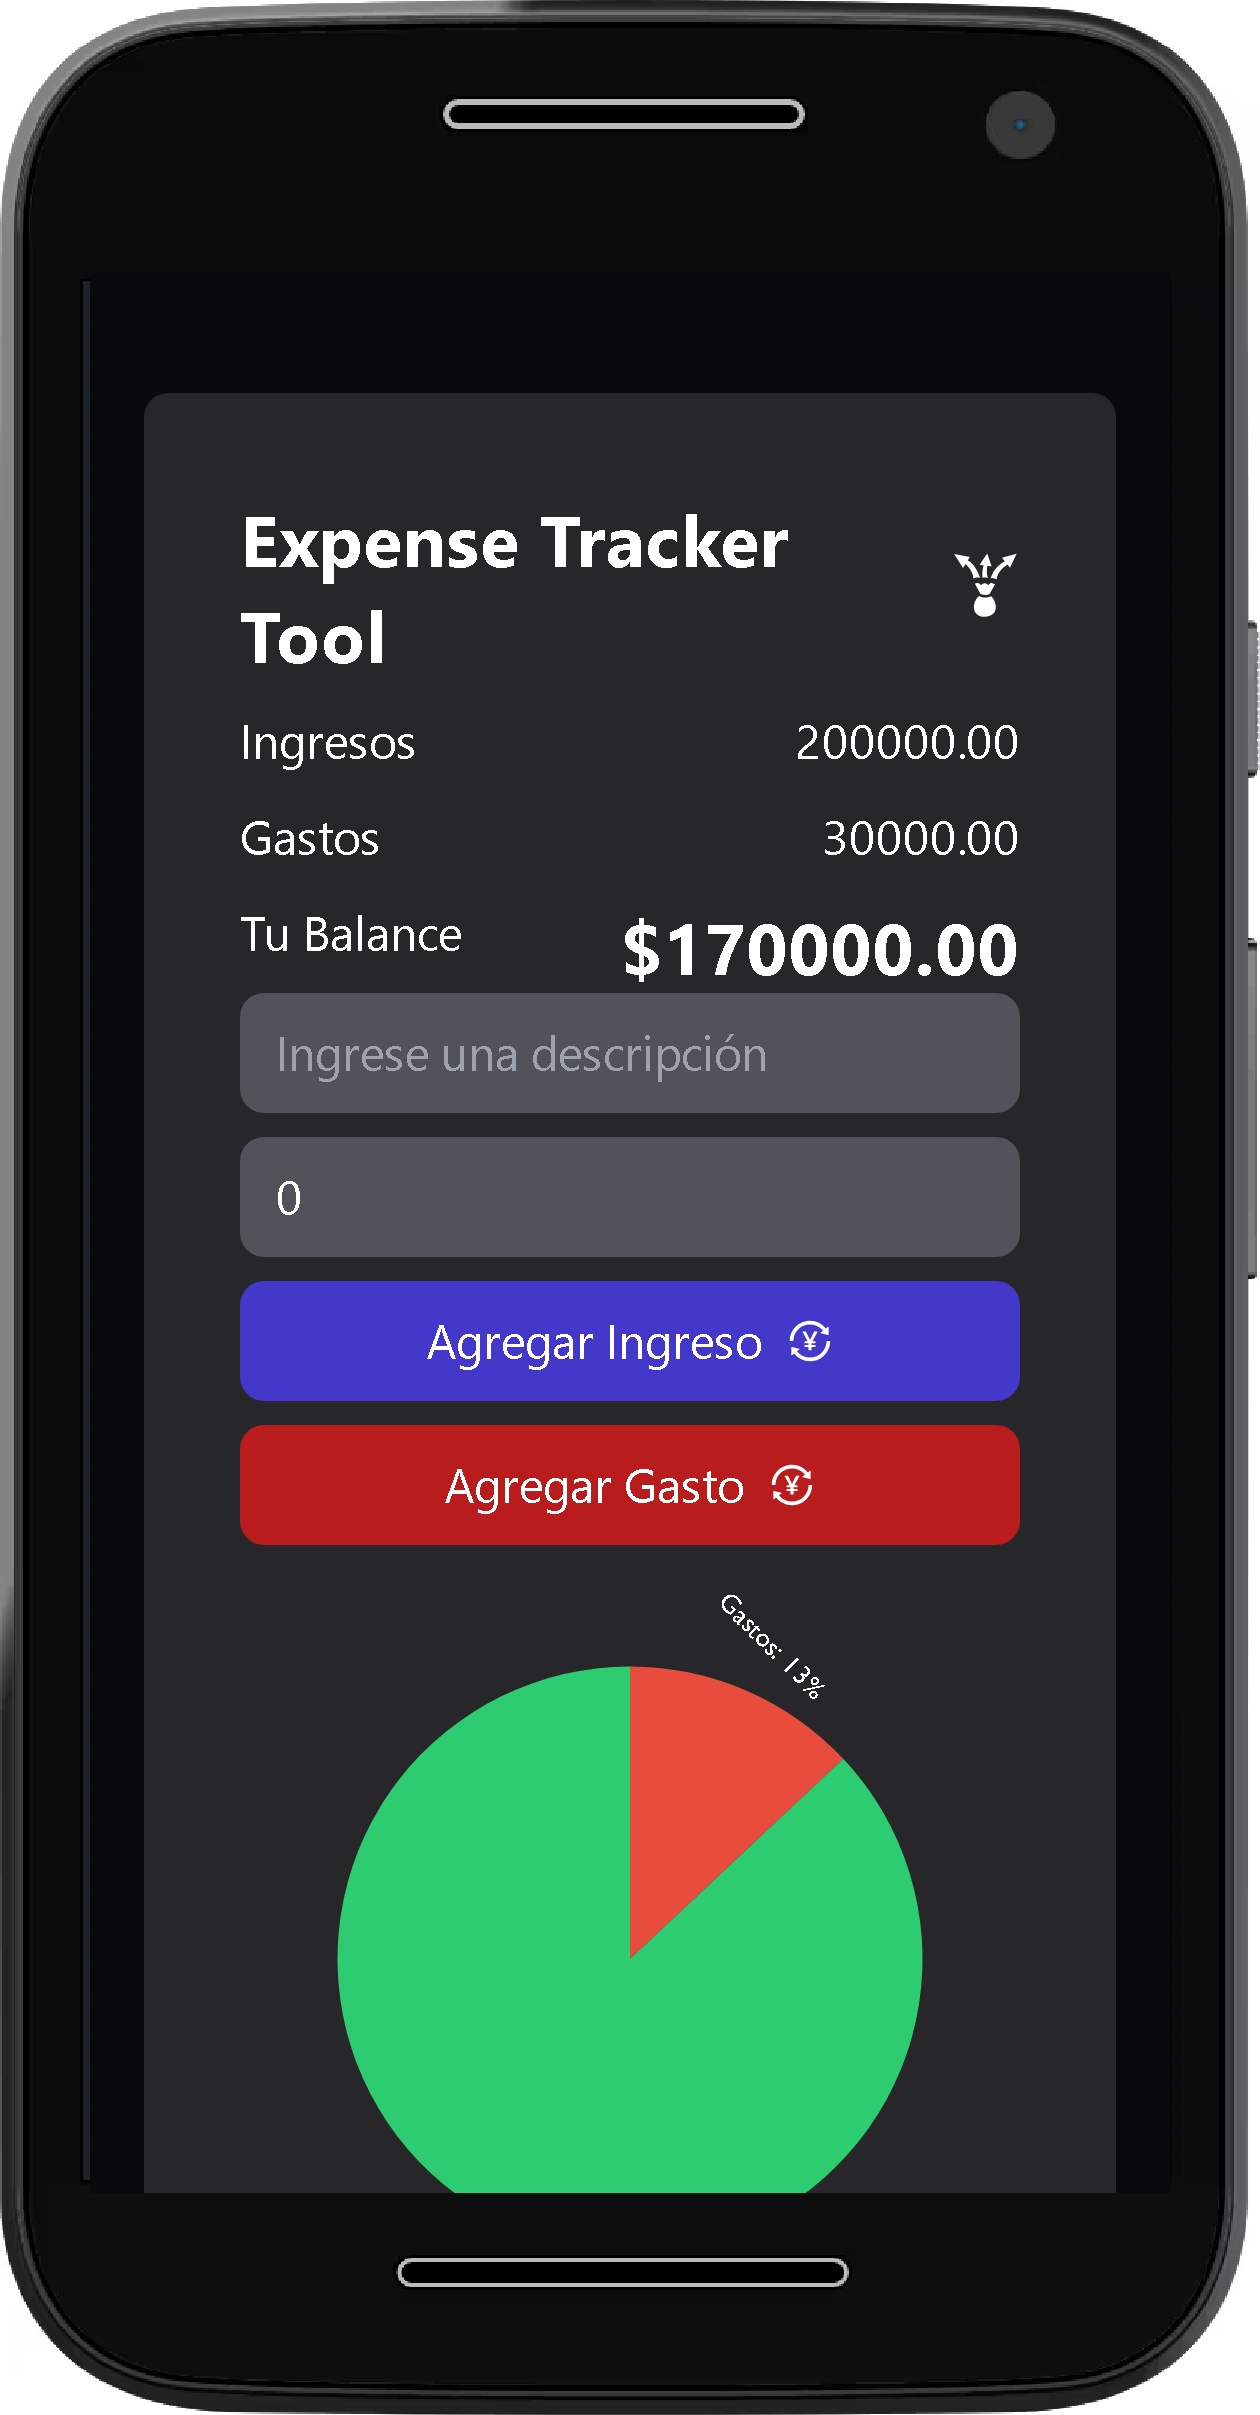 Expense Tracker
Tool
Ingresos 200000.00
Gastos 30000.00
Tu Balance $170000.00
Ingrese una descripción
0
Agregar Ingreso ¥
Agregar Gasto ¥
Gastos: 13%